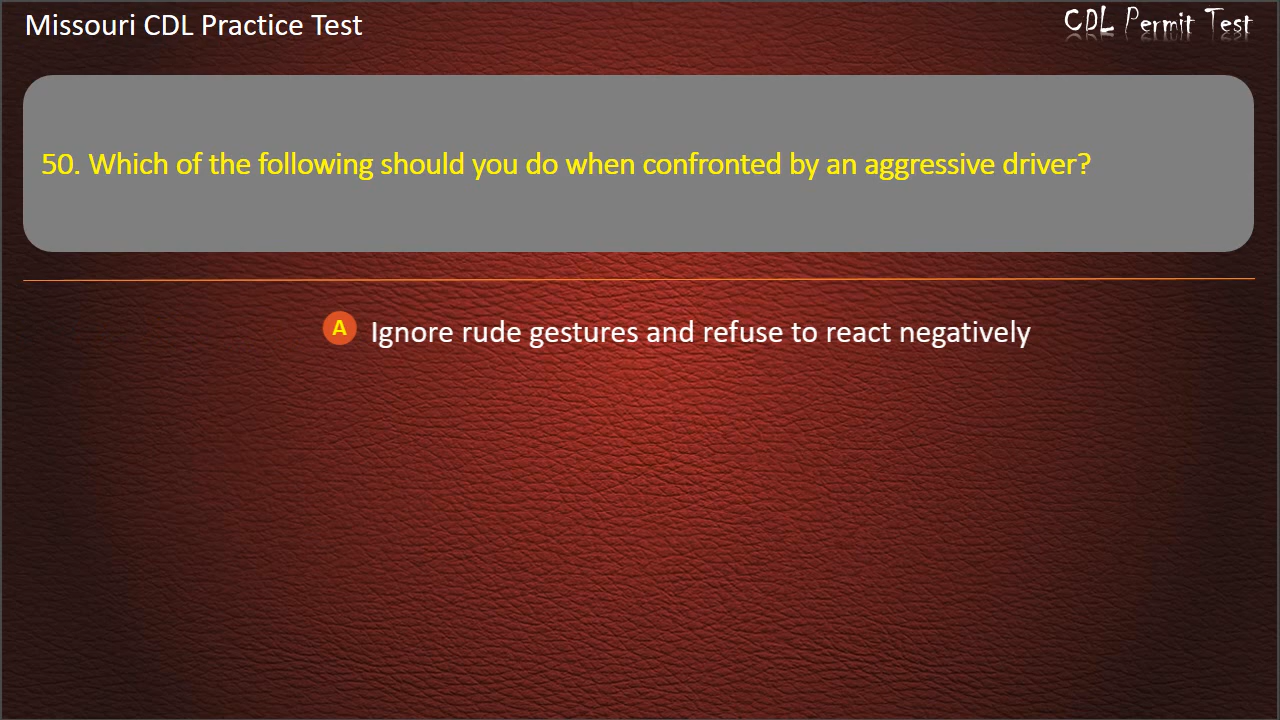 Missouri CDL Practice Test
CDL Permit Test
50. Which of the following should you do when confronted by an aggressive driver?
A Ignore rude gestures and refuse to react negatively